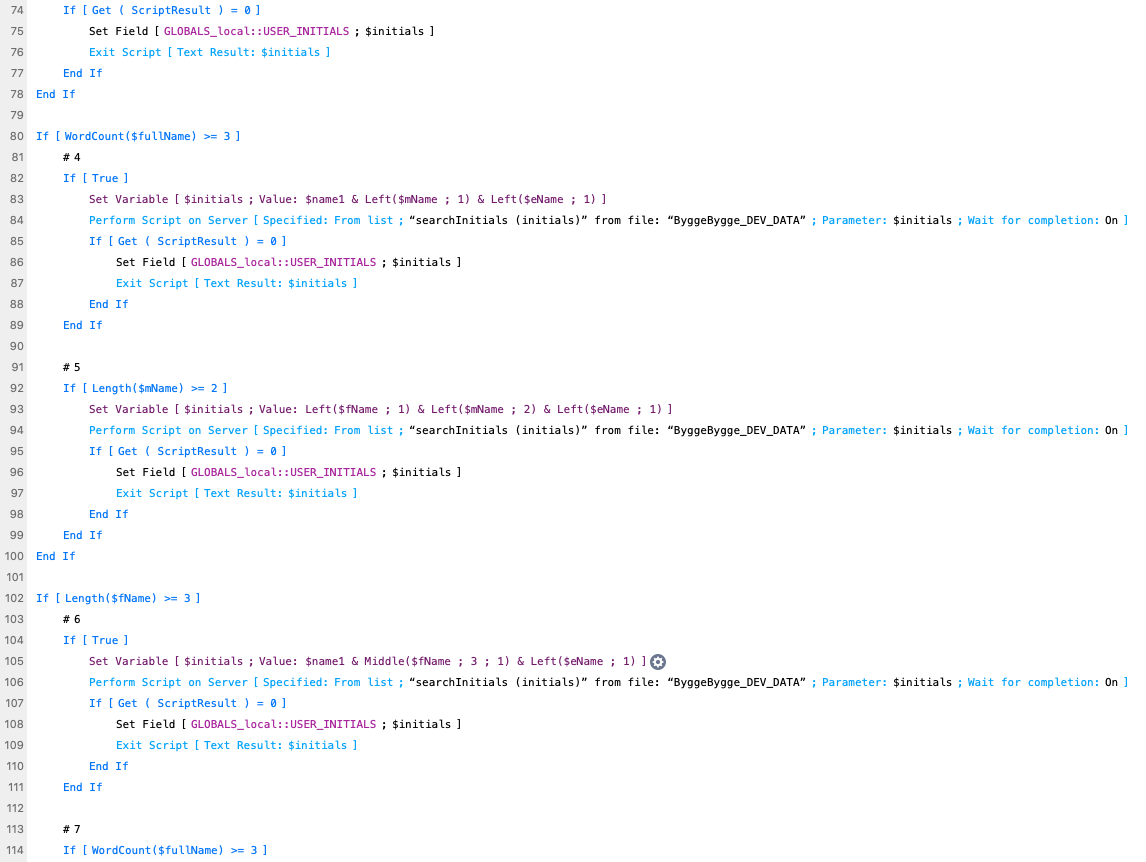 74 If [ Get ( ScriptResult ) = 0 ]
75 Set Field [ GLOBALS_local::USER_INITIALS ; $initials ]
76 Exit Script [ Text Result: $initials ]
77 End If
78 End If
79
80 If [ WordCount($fullName) >= 3 ]
81 # 4
82 If [ True ]
83 Set Variable [ $initials ; Value: $name1 & Left($mName ; 1) & Left($eName ; 1) ]
84 Perform Script on Server [ Specified: From list ; “searchInitials (initials)” from file: “ByggeBygge_DEV_DATA” ; Parameter: $initials ; Wait for completion: On ]
85 If [ Get ( ScriptResult ) = 0 ]
86 Set Field [ GLOBALS_local::USER_INITIALS ; $initials ]
87 Exit Script [ Text Result: $initials ]
88 End If
89 End If
90
91 # 5
92 If [ Length($mName) >= 2 ]
93 Set Variable [ $initials ; Value: Left($fName ; 1) & Left($mName ; 2) & Left($eName ; 1) ]
94 Perform Script on Server [ Specified: From list ; “searchInitials (initials)” from file: “ByggeBygge_DEV_DATA” ; Parameter: $initials ; Wait for completion: On ]
95 If [ Get ( ScriptResult ) = 0 ]
96 Set Field [ GLOBALS_local::USER_INITIALS ; $initials ]
97 Exit Script [ Text Result: $initials ]
98 End If
99 End If
100 End If
101
102 If [ Length($fName) >= 3 ]
103 # 6
104 If [ True ]
105 Set Variable [ $initials ; Value: $name1 & Middle($fName ; 3 ; 1) & Left($eName ; 1) ]
106 Perform Script on Server [ Specified: From list ; “searchInitials (initials)” from file: “ByggeBygge_DEV_DATA” ; Parameter: $initials ; Wait for completion: On ]
107 If [ Get ( ScriptResult ) = 0 ]
108 Set Field [ GLOBALS_local::USER_INITIALS ; $initials ]
109 Exit Script [ Text Result: $initials ]
110 End If
111 End If
112
113 # 7
114 If [ WordCount($fullName) >= 3 ]